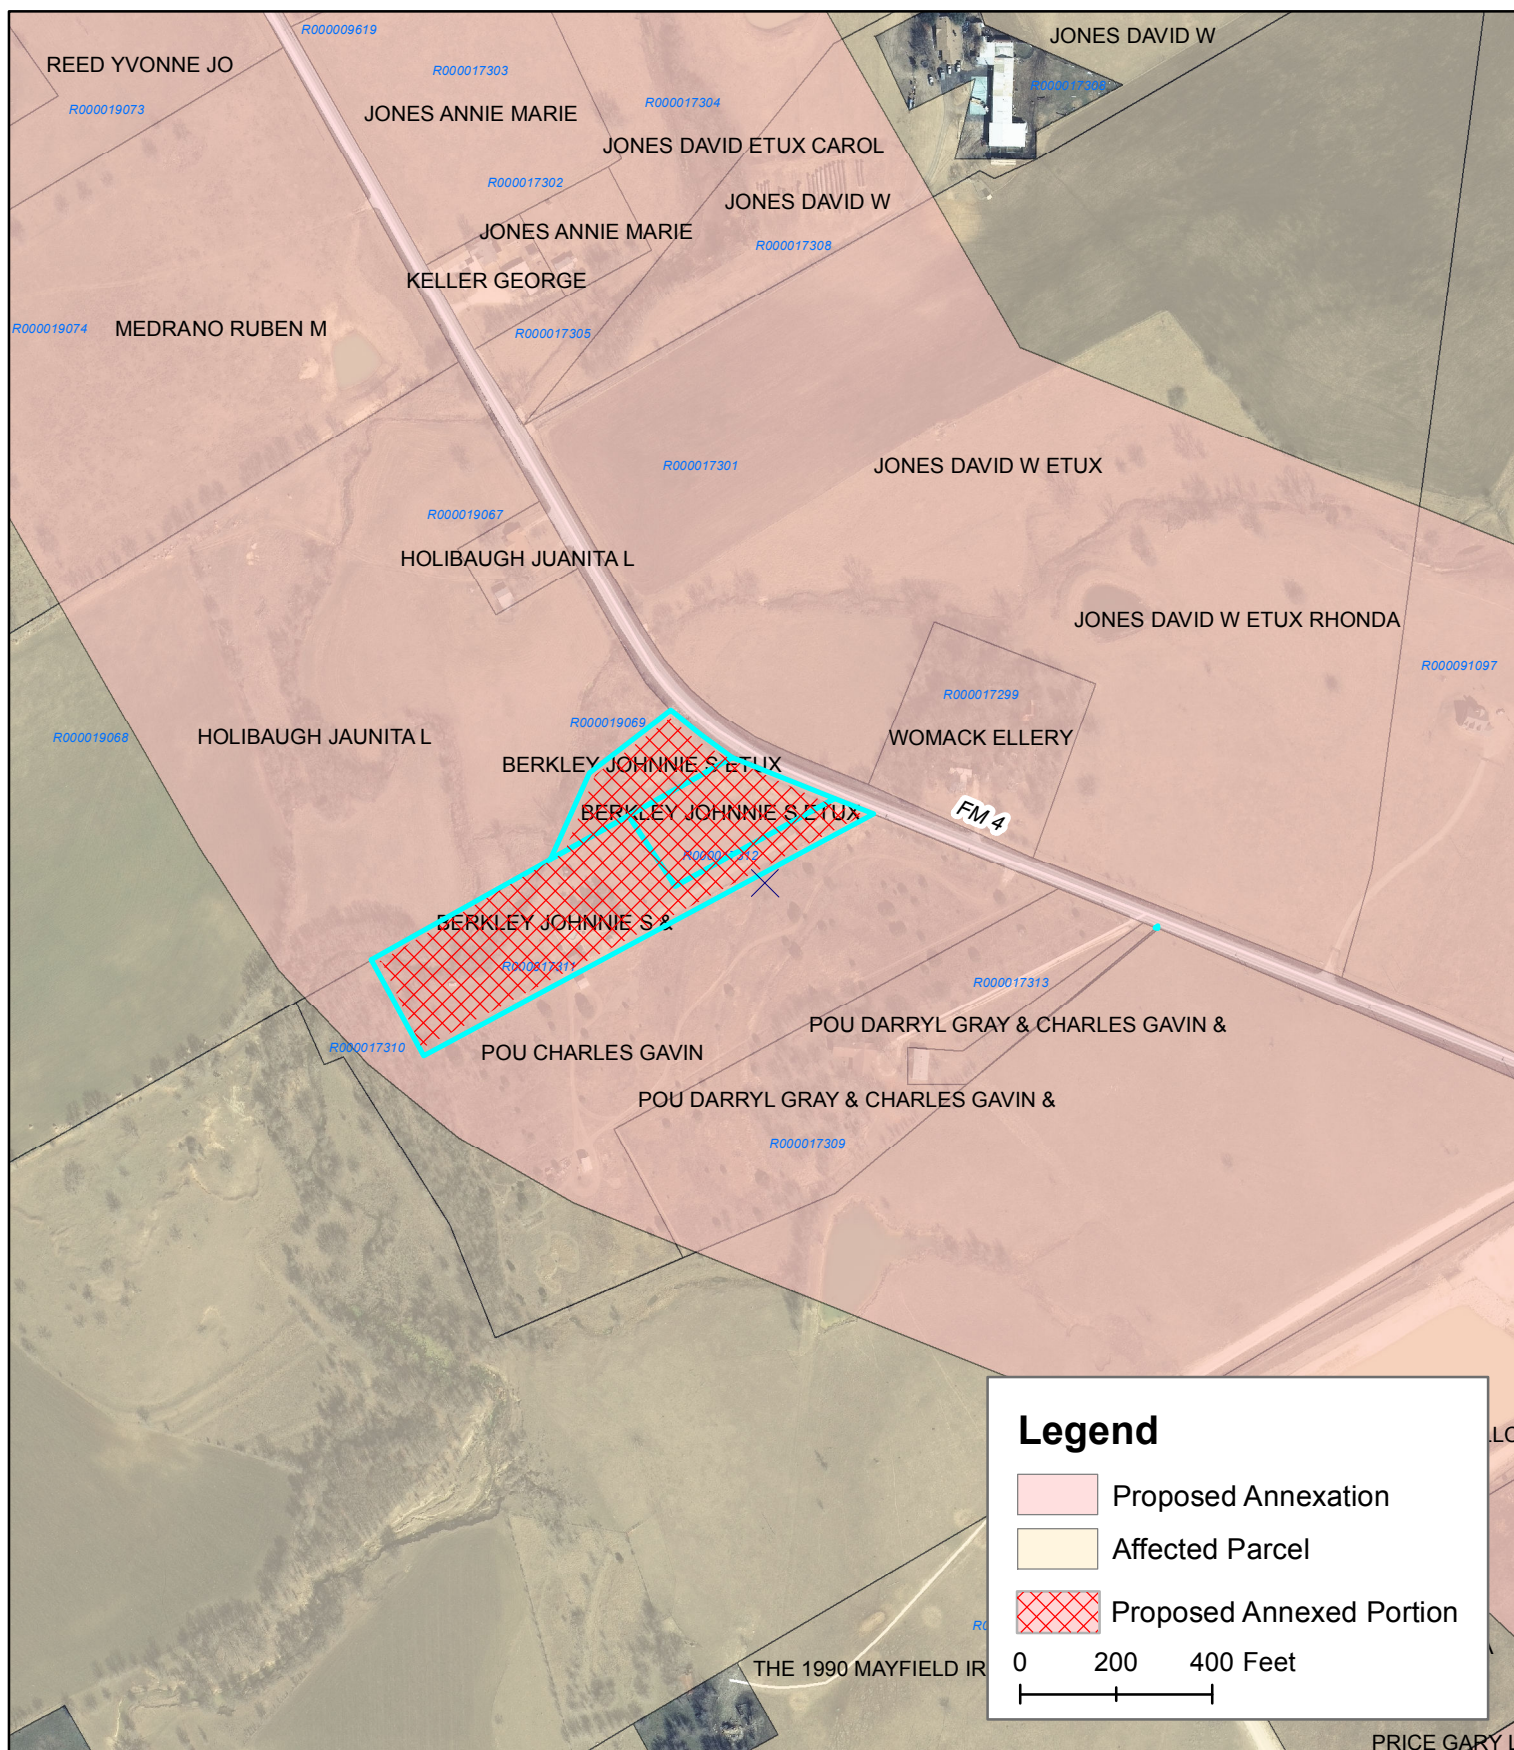 R000009619
JONES DAVID W
REED YVONNE JO
R000017303
R000017308
R000019073
JONES ANNIE MARIE
R000017304
JONES DAVID ETUX CAROL
R000017302
JONES DAVID W
JONES ANNIE MARIE
R000017308
KELLER GEORGE
R000019074
MEDRANO RUBEN M
R000017305
R000017301
JONES DAVID W ETUX
R000019067
HOLIBAUGH JUANITA L
JONES DAVID W ETUX RHONDA
R000091097
R000017299
R000019069
R000019068
HOLIBAUGH JAUNITA L
WOMACK ELLERY
BERKLEY JOHNNIE S ETUX
BERKLEY JOHNNIE S ETUX
FM 4
R000017312
BERKLEY JOHNNIE S &
R000017311
R000017313
POU DARRYL GRAY & CHARLES GAVIN &
R000017310
POU CHARLES GAVIN
POU DARRYL GRAY & CHARLES GAVIN &
R000017309
Legend
Proposed Annexation
Affected Parcel
Proposed Annexed Portion
0 200 400 Feet
THE 1990 MAYFIELD IR
PRICE GARY L